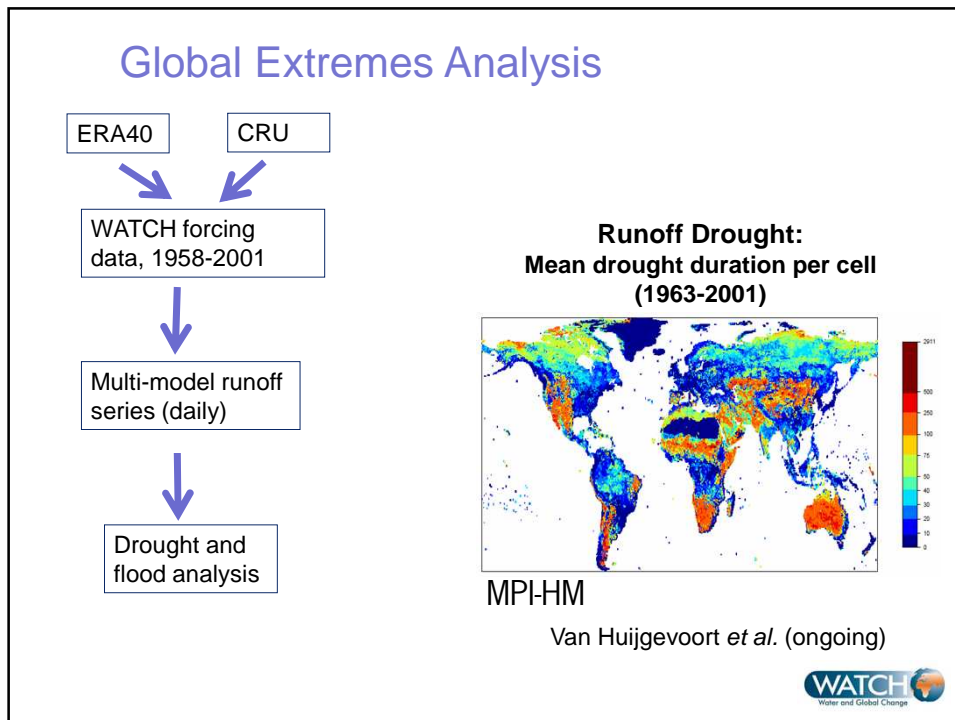 Global Extremes Analysis
ERA40
CRU
WATCH forcing
data, 1958-2001
Multi-model runoff
series (daily)
Drought and
flood analysis
Runoff Drought:
Mean drought duration per cell
(1963-2001)
2911
500
250
100
75
50
40
30
20
10
0
MPI-HM
Van Huijgevoort et al. (ongoing)
WATCH
Water and Global Change